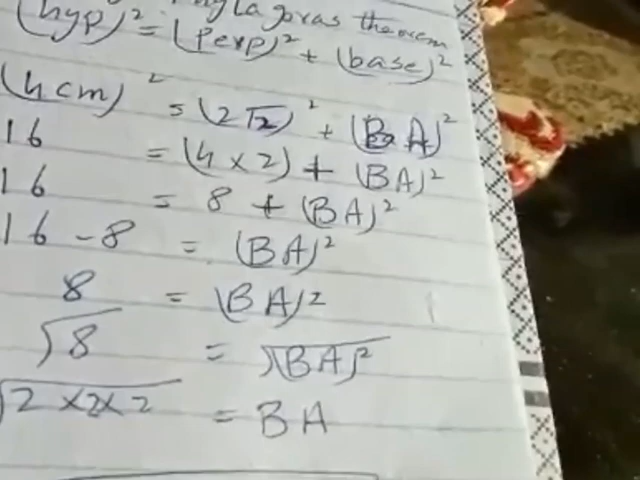 Pythagoras theorem
(hyp)² = (Perp)² + (base)²
(4cm)² = (2√2)² + (BA)²
16 = (4 × 2) + (BA)²
16 = 8 + (BA)²
16 - 8 = (BA)²
8 = (BA)²
√8 = √(BA)²
√2×2×2 = BA